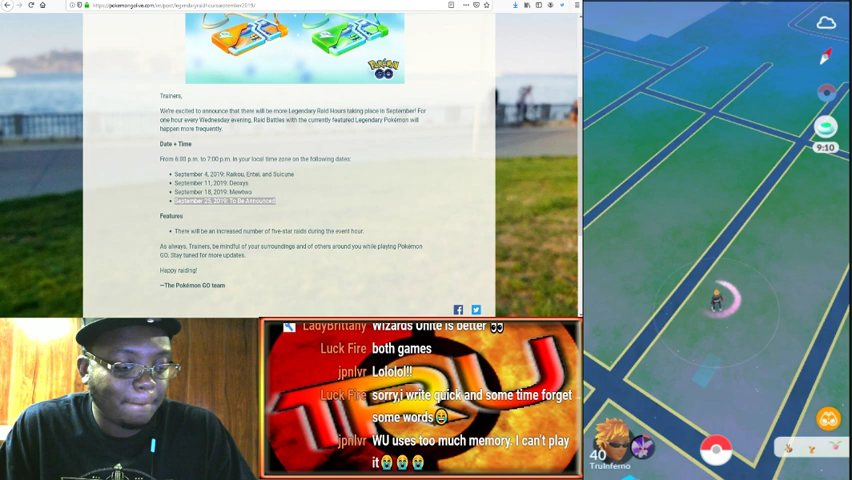 https://pokemongolive.com/en/post/legendaryraidhourseptember2019/
Pokémon GO
Trainers,
We're excited to announce that there will be more Legendary Raid Hours taking place in September! For
one hour every Wednesday evening, Raid Battles with the currently featured Legendary Pokémon will
happen more frequently.
Date + Time
From 6:00 p.m. to 7:00 p.m. in your local time zone on the following dates:
September 4, 2019: Raikou, Entei, and Suicune
September 11, 2019: Deoxys
September 18, 2019: Mewtwo
September 25, 2019: To Be Announced
Features
There will be an increased number of five-star raids during the event hour.
As always, Trainers, be mindful of your surroundings and of others around you while playing Pokémon
GO. Stay tuned for more updates.
Happy raiding!
—The Pokémon GO team
LadyBrittany Wizards Unite is better 👀
Luck Fire both games
jpnlvr Lololol!!
Luck Fire sorry,i write quick and some time forget
some words😂
jpnlvr WU uses too much memory. I can't play
it😭😭😭
TRU
9:10
40
TruInferno